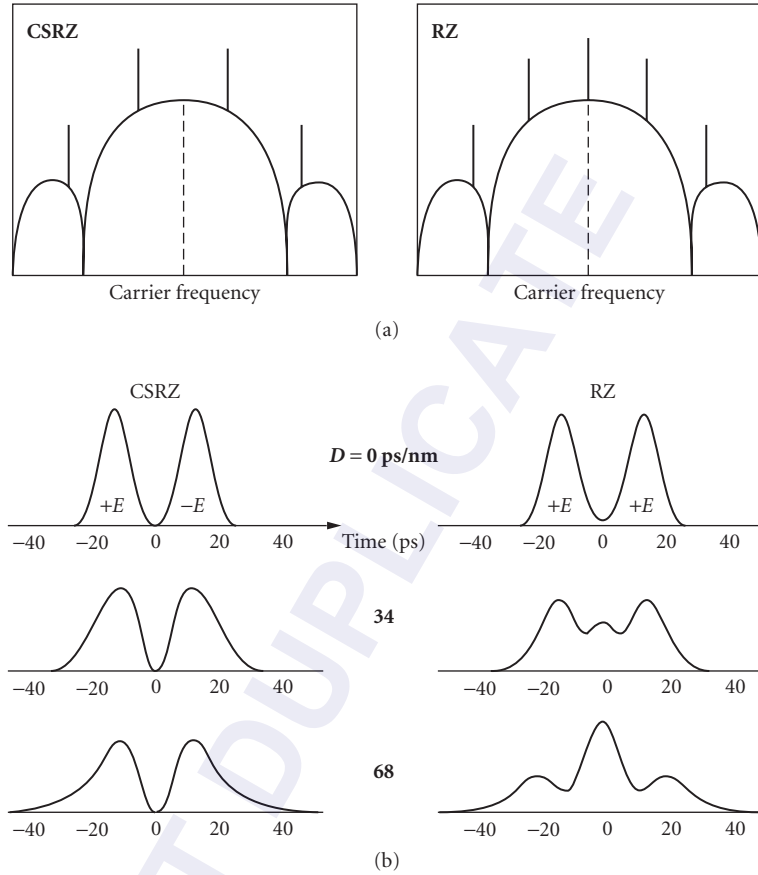 CSRZ RZ
Carrier frequency Carrier frequency
(a)
CSRZ RZ
D = 0 ps/nm
+E −E +E +E
−40 −20 0 20 40 Time (ps) −40 −20 0 20 40
34
−40 −20 0 20 40 −40 −20 0 20 40
68
−40 −20 0 20 40 −40 −20 0 20 40
(b)
T DUPLICATE